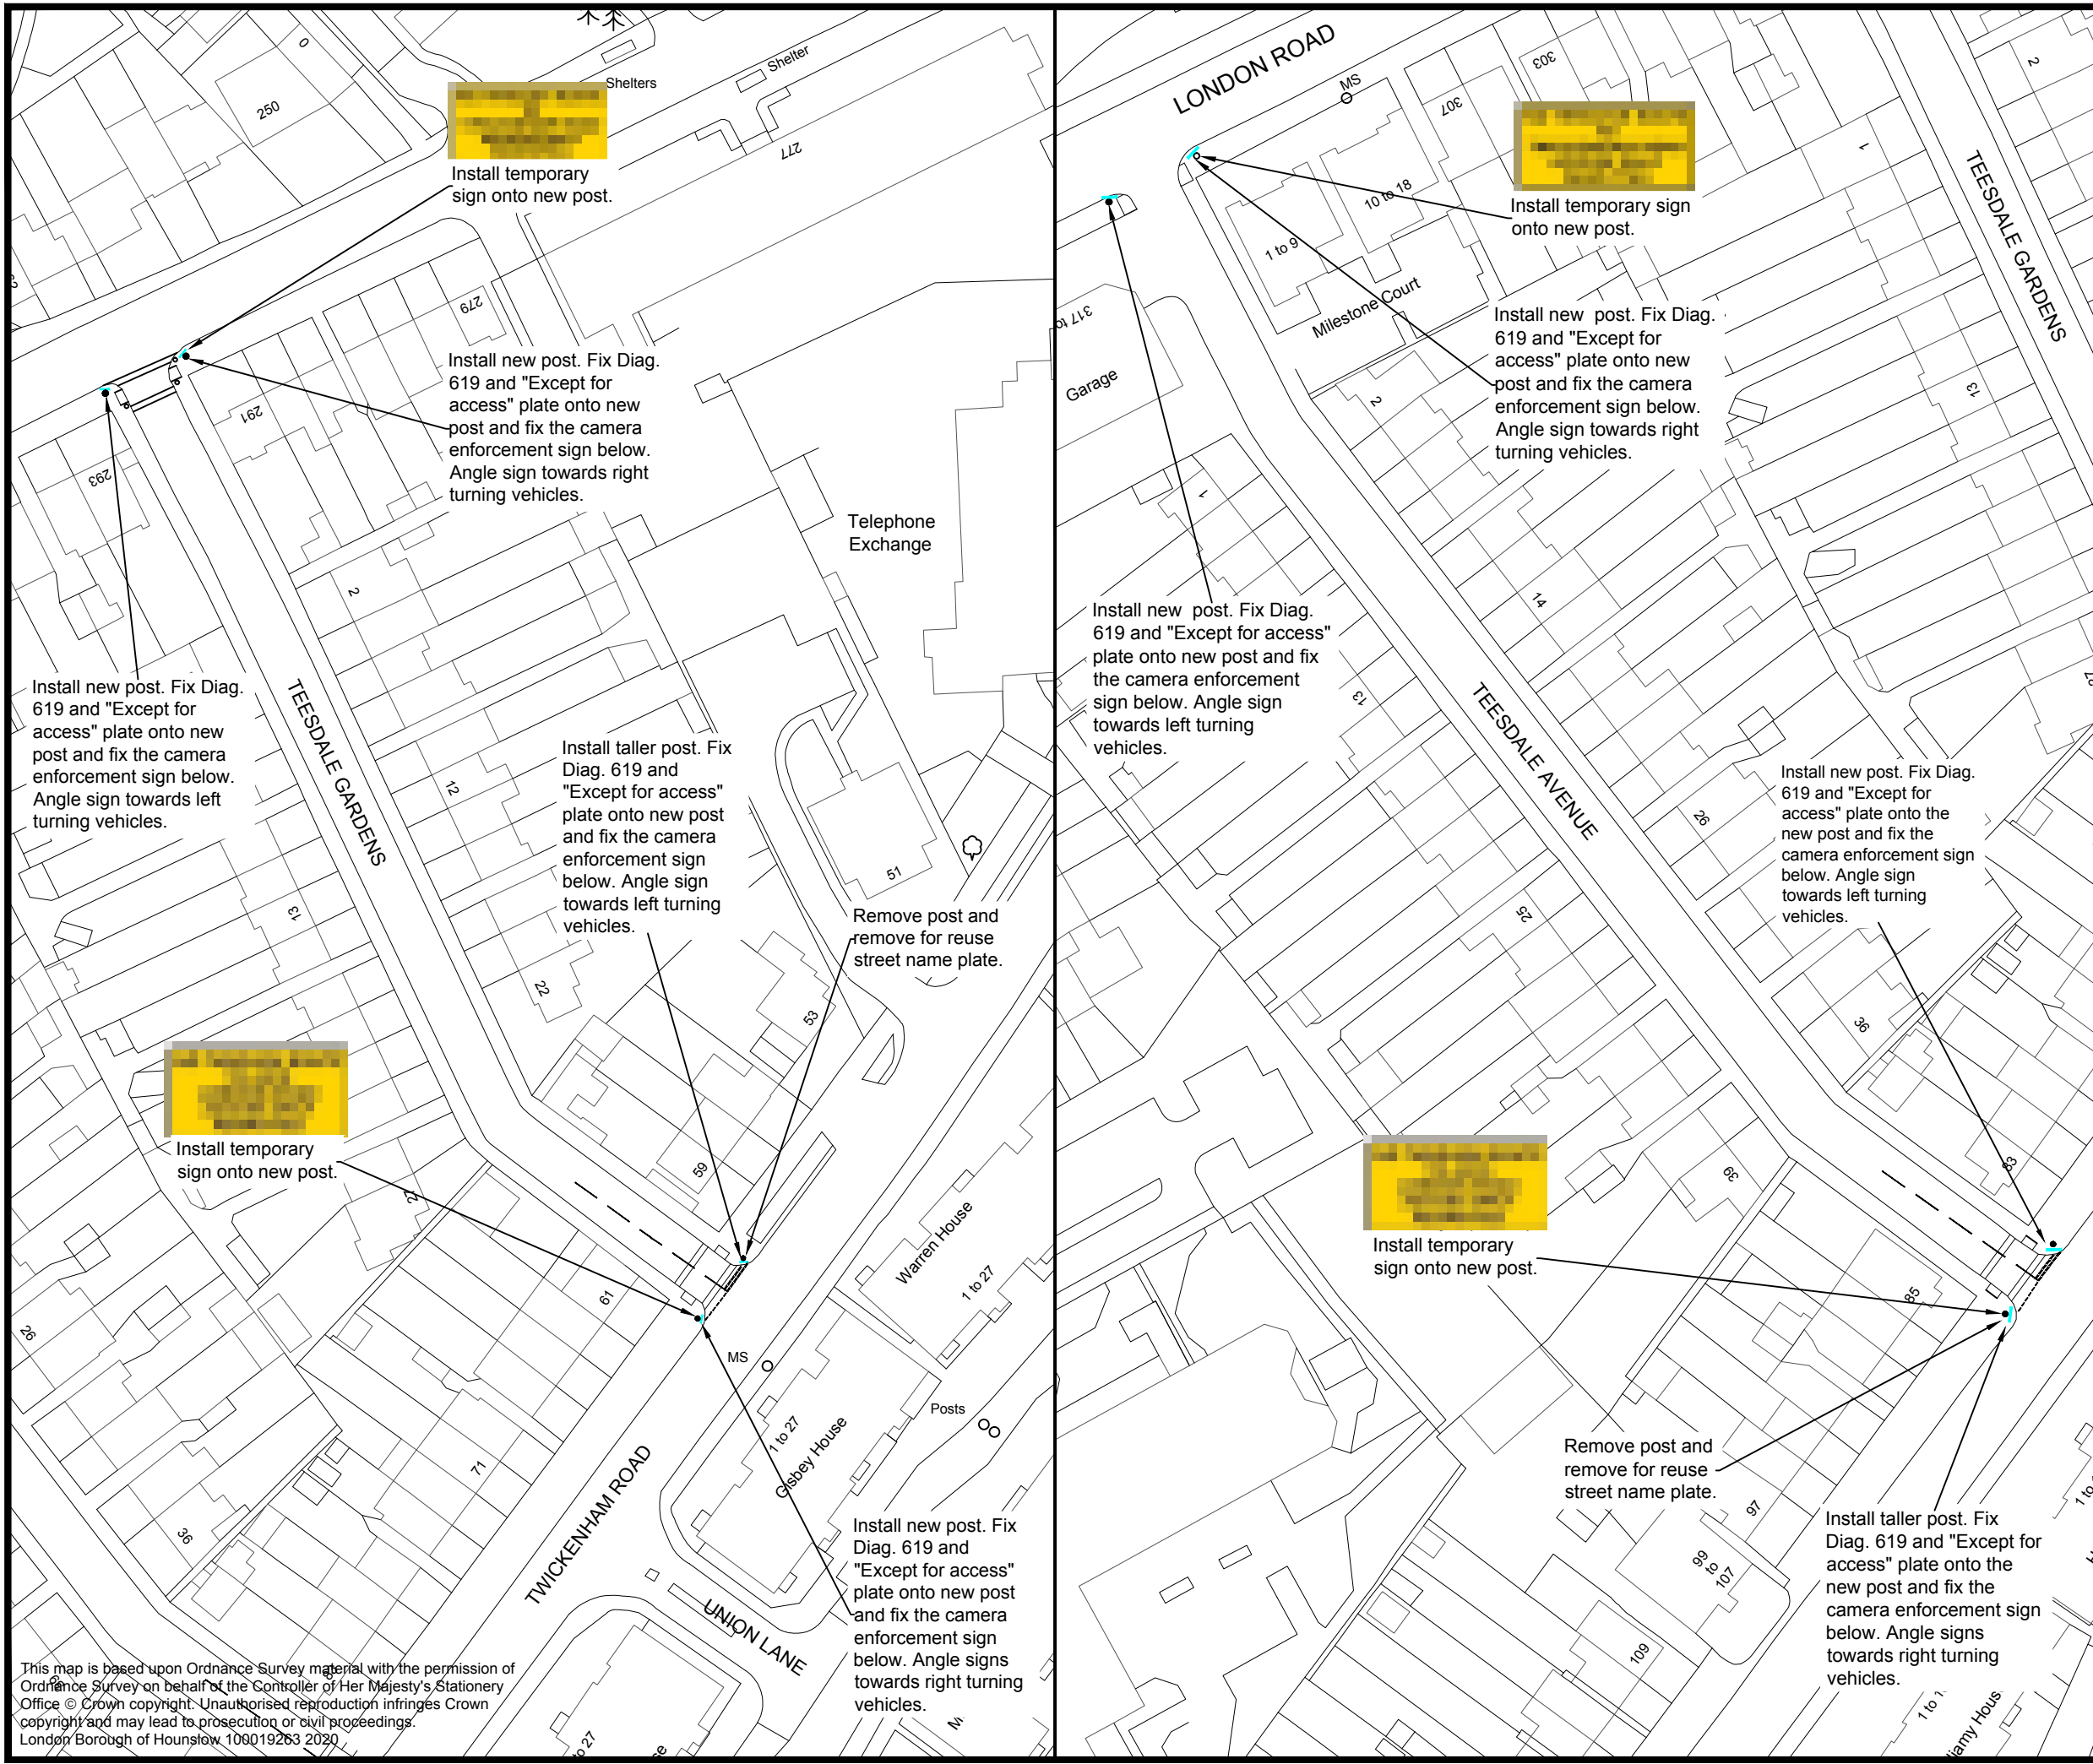 0
250
Shelters
Shelter
277
Install temporary
sign onto new post.
279
291
293
Install new post. Fix Diag.
619 and "Except for
access" plate onto new
post and fix the camera
enforcement sign below.
Angle sign towards right
turning vehicles.
2
Telephone
Exchange
Install new post. Fix Diag.
619 and "Except for
access" plate onto new
post and fix the camera
enforcement sign below.
Angle sign towards left
turning vehicles.
TEESDALE GARDENS
12
13
22
Install taller post. Fix
Diag. 619 and
"Except for access"
plate onto new post
and fix the camera
enforcement sign
below. Angle sign
towards left turning
vehicles.
51
Remove post and
remove for reuse
street name plate.
53
59
Install temporary
sign onto new post.
27
61
26
36
71
MS
Warren House
1 to 27
1 to 27
Gisbey House
Posts
TWICKENHAM ROAD
UNION LANE
Install new post. Fix
Diag. 619 and
"Except for access"
plate onto new post
and fix the camera
enforcement sign
below. Angle signs
towards right turning
vehicles.
This map is based upon Ordnance Survey material with the permission of
Ordnance Survey on behalf of the Controller of Her Majesty's Stationery
Office © Crown copyright. Unauthorised reproduction infringes Crown
copyright and may lead to prosecution or civil proceedings.
London Borough of Hounslow 100019263 2020
to 27
LONDON ROAD
MS
307
303
2
1
10 to 18
1 to 9
Milestone Court
Install temporary sign
onto new post.
TEESDALE GARDENS
13
317 to
Garage
Install new post. Fix Diag.
619 and "Except for
access" plate onto new
post and fix the camera
enforcement sign below.
Angle sign towards right
turning vehicles.
2
1
14
13
Install new post. Fix Diag.
619 and "Except for access"
plate onto new post and fix
the camera enforcement
sign below. Angle sign
towards left turning
vehicles.
TEESDALE AVENUE
26
25
27
Install new post. Fix Diag.
619 and "Except for
access" plate onto the
new post and fix the
camera enforcement sign
below. Angle sign
towards left turning
vehicles.
36
39
83
85
Install temporary
sign onto new post.
Remove post and
remove for reuse
street name plate.
97
99
to
107
109
Install taller post. Fix
Diag. 619 and "Except for
access" plate onto the
new post and fix the
camera enforcement sign
below. Angle signs
towards right turning
vehicles.